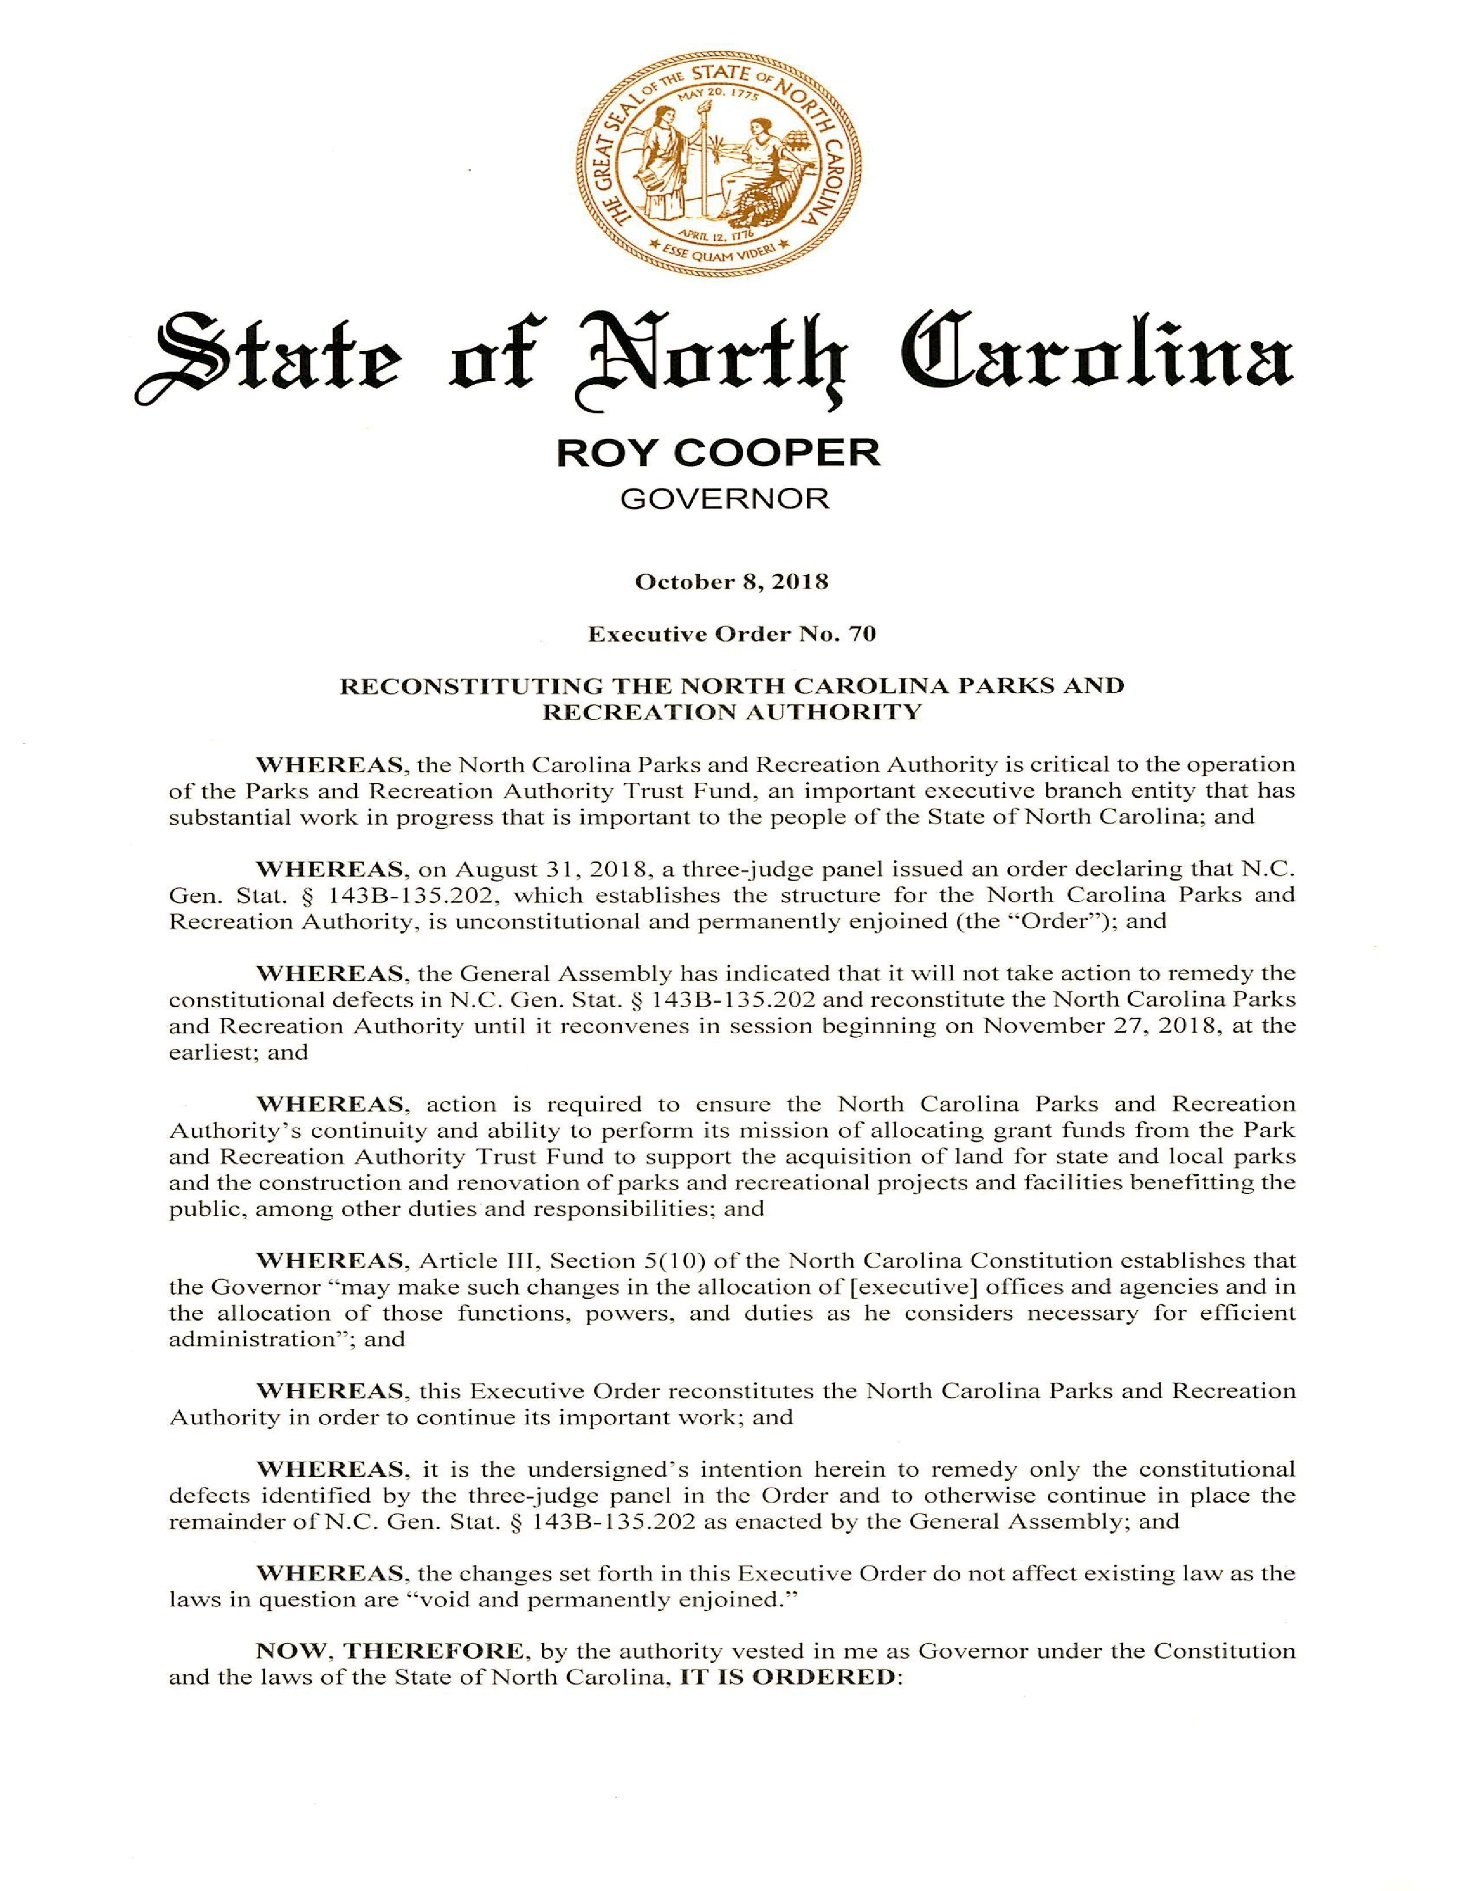 THE GREAT SEAL OF THE STATE OF NORTH CAROLINA
MAY 20, 1775
APRIL 12, 1776
★ ESSE QUAM VIDERI ★
State of North Carolina
ROY COOPER
GOVERNOR
October 8, 2018
Executive Order No. 70
RECONSTITUTING THE NORTH CAROLINA PARKS AND
RECREATION AUTHORITY
WHEREAS, the North Carolina Parks and Recreation Authority is critical to the operation
of the Parks and Recreation Authority Trust Fund, an important executive branch entity that has
substantial work in progress that is important to the people of the State of North Carolina; and
WHEREAS, on August 31, 2018, a three-judge panel issued an order declaring that N.C.
Gen. Stat. § 143B-135.202, which establishes the structure for the North Carolina Parks and
Recreation Authority, is unconstitutional and permanently enjoined (the “Order”); and
WHEREAS, the General Assembly has indicated that it will not take action to remedy the
constitutional defects in N.C. Gen. Stat. § 143B-135.202 and reconstitute the North Carolina Parks
and Recreation Authority until it reconvenes in session beginning on November 27, 2018, at the
earliest; and
WHEREAS, action is required to ensure the North Carolina Parks and Recreation
Authority’s continuity and ability to perform its mission of allocating grant funds from the Park
and Recreation Authority Trust Fund to support the acquisition of land for state and local parks
and the construction and renovation of parks and recreational projects and facilities benefitting the
public, among other duties and responsibilities; and
WHEREAS, Article III, Section 5(10) of the North Carolina Constitution establishes that
the Governor “may make such changes in the allocation of [executive] offices and agencies and in
the allocation of those functions, powers, and duties as he considers necessary for efficient
administration”; and
WHEREAS, this Executive Order reconstitutes the North Carolina Parks and Recreation
Authority in order to continue its important work; and
WHEREAS, it is the undersigned’s intention herein to remedy only the constitutional
defects identified by the three-judge panel in the Order and to otherwise continue in place the
remainder of N.C. Gen. Stat. § 143B-135.202 as enacted by the General Assembly; and
WHEREAS, the changes set forth in this Executive Order do not affect existing law as the
laws in question are “void and permanently enjoined.”
NOW, THEREFORE, by the authority vested in me as Governor under the Constitution
and the laws of the State of North Carolina, IT IS ORDERED: